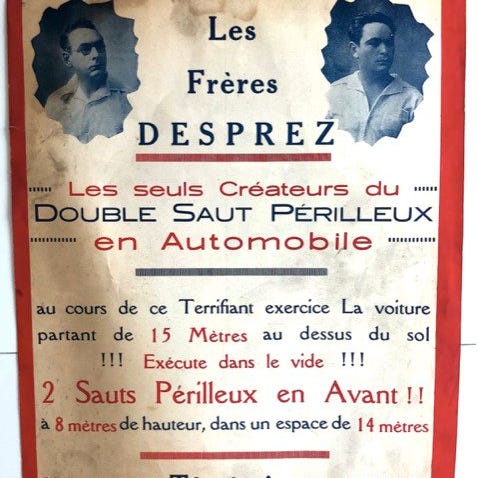 Les
Frères
DESPREZ
Les seuls Créateurs du
DOUBLE SAUT PÉRILLEUX
en Automobile
au cours de ce Terrifiant exercice La voiture
partant de 15 Mètres au dessus du sol
!!! Exécute dans le vide !!!
2 Sauts Périlleux en Avant !!
à 8 mètres de hauteur, dans un espace de 14 mètres